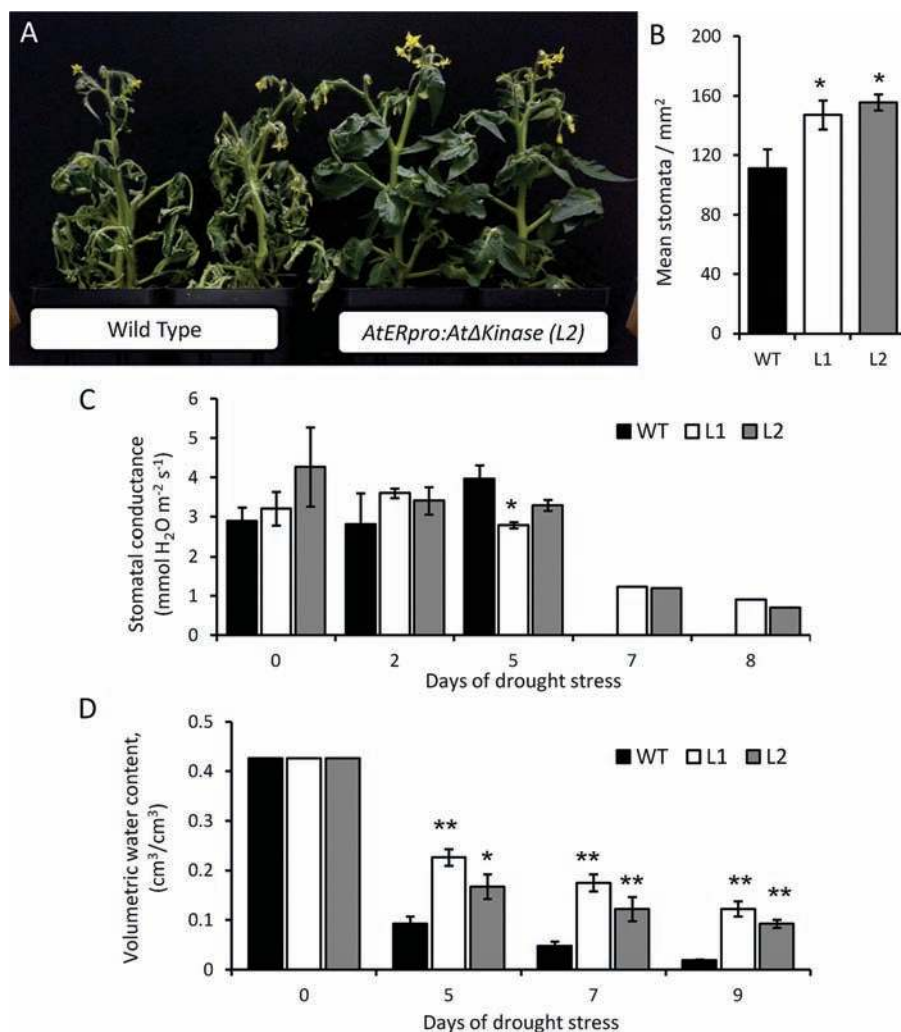 A
Wild Type
AtERpro:AtΔKinase (L2)
B
Mean stomata / mm²
200
160
120
80
40
0
*
*
WT
L1
L2
C
Stomatal conductance
(mmol H₂O m⁻² s⁻¹)
6
5
4
3
2
1
0
WT
L1
L2
*
0
2
5
7
8
Days of drought stress
D
Volumetric water content,
(cm³/cm³)
0.5
0.4
0.3
0.2
0.1
0
WT
L1
L2
**
*
**
**
**
**
0
5
7
9
Days of drought stress